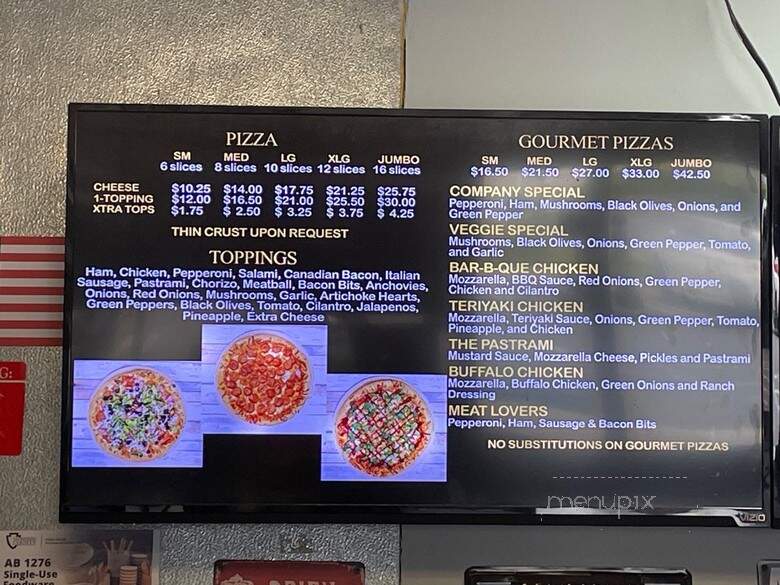 PIZZA
SM MED LG XLG JUMBO
6 slices 8 slices 10 slices 12 slices 16 slices
CHEESE $10.25 $14.00 $17.75 $21.25 $25.75
1-TOPPING $12.00 $16.50 $21.00 $25.50 $30.00
XTRA TOPS $1.75 $ 2.50 $ 3.25 $ 3.75 $ 4.25
THIN CRUST UPON REQUEST
TOPPINGS
Ham, Chicken, Pepperoni, Salami, Canadian Bacon, Italian
Sausage, Pastrami, Chorizo, Meatball, Bacon Bits, Anchovies,
Onions, Red Onions, Mushrooms, Garlic, Artichoke Hearts,
Green Peppers, Black Olives, Tomato, Cilantro, Jalapenos,
Pineapple, Extra Cheese
GOURMET PIZZAS
SM MED LG XLG JUMBO
$16.50 $21.50 $27.00 $33.00 $42.50
COMPANY SPECIAL
Pepperoni, Ham, Mushrooms, Black Olives, Onions, and
Green Pepper
VEGGIE SPECIAL
Mushrooms, Black Olives, Onions, Green Pepper, Tomato,
and Garlic
BAR-B-QUE CHICKEN
Mozzarella, BBQ Sauce, Red Onions, Green Pepper,
Chicken and Cilantro
TERIYAKI CHICKEN
Mozzarella, Teriyaki Sauce, Onions, Green Pepper, Tomato,
Pineapple, and Chicken
THE PASTRAMI
Mustard Sauce, Mozzarella Cheese, Pickles and Pastrami
BUFFALO CHICKEN
Mozzarella, Buffalo Chicken, Green Onions and Ranch
Dressing
MEAT LOVERS
Pepperoni, Ham, Sausage & Bacon Bits
NO SUBSTITUTIONS ON GOURMET PIZZAS
menupix
VIZIO
G:
AB 1276
Single-Use
Foodware